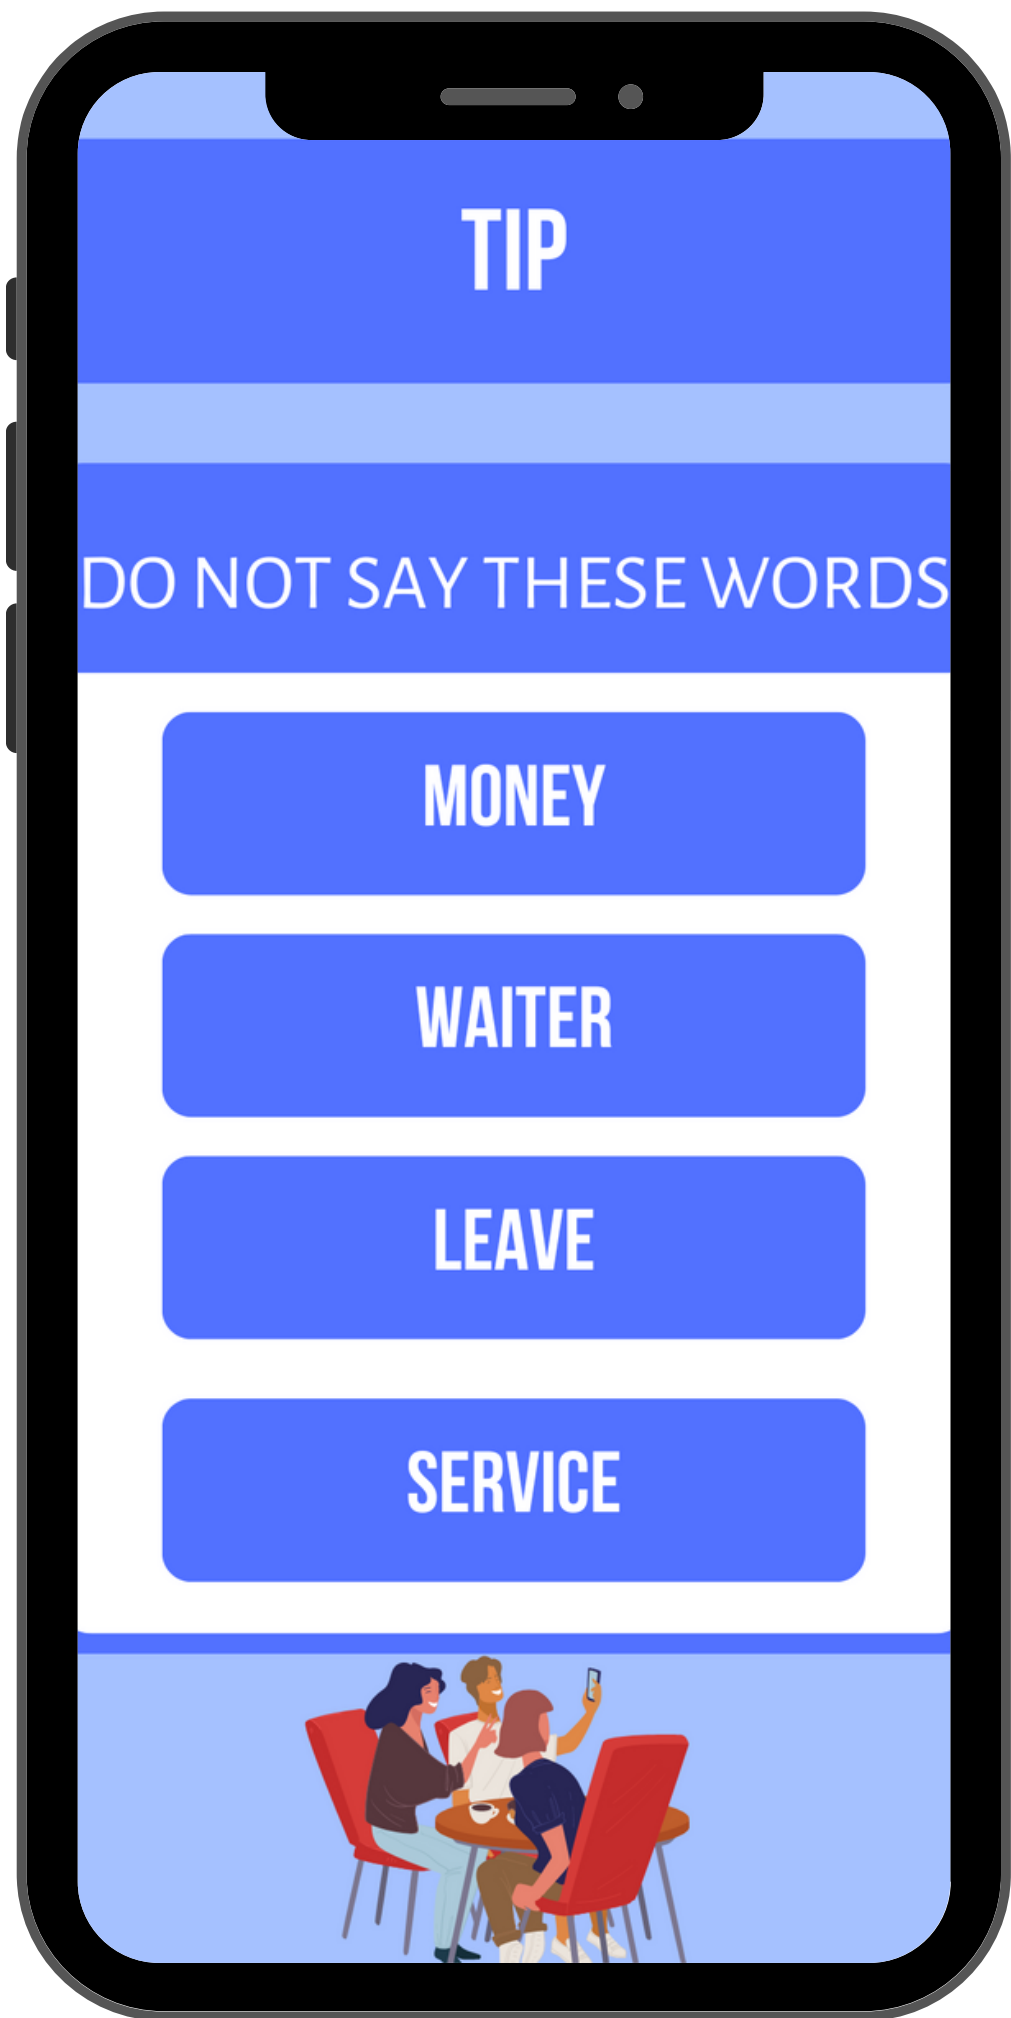 TIP
DO NOT SAY THESE WORDS
MONEY
WAITER
LEAVE
SERVICE